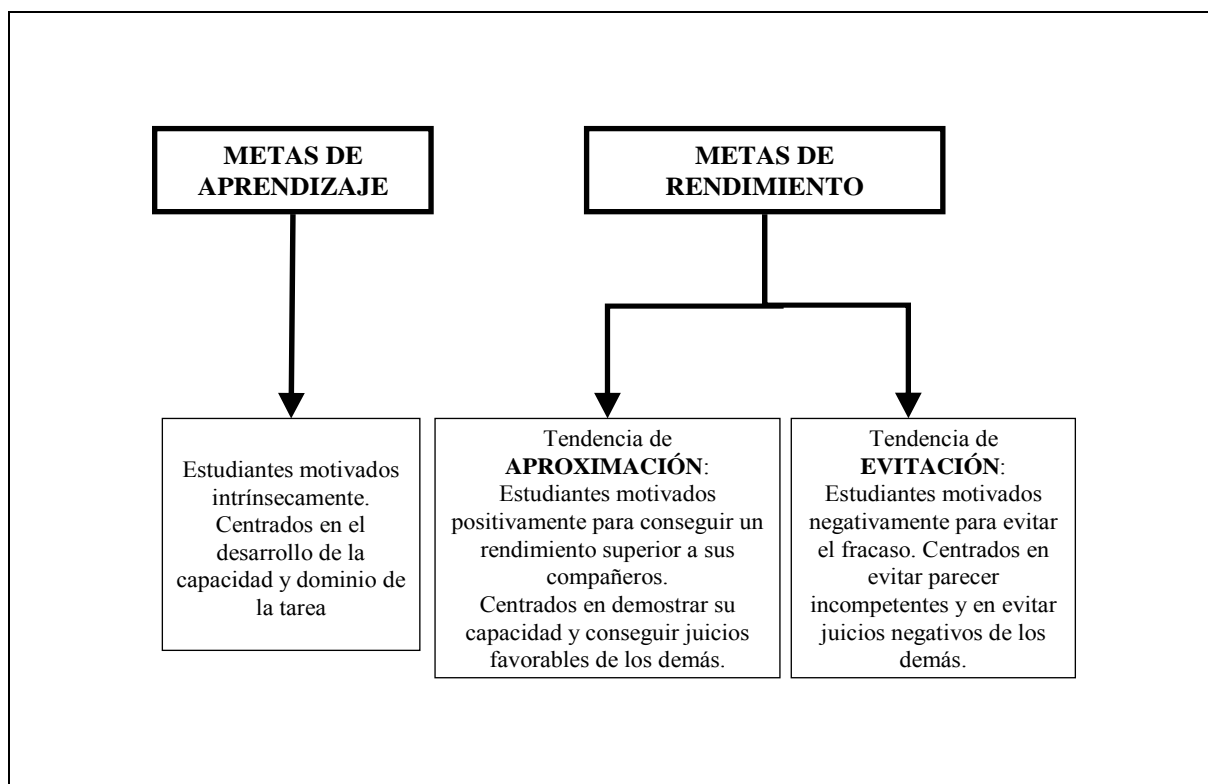 METAS DE
APRENDIZAJE
METAS DE
RENDIMIENTO
Estudiantes motivados
intrínsecamente.
Centrados en el
desarrollo de la
capacidad y dominio de
la tarea
Tendencia de
APROXIMACIÓN:
Estudiantes motivados
positivamente para conseguir un
rendimiento superior a sus
compañeros.
Centrados en demostrar su
capacidad y conseguir juicios
favorables de los demás.
Tendencia de
EVITACIÓN:
Estudiantes motivados
negativamente para evitar
el fracaso. Centrados en
evitar parecer
incompetentes y en evitar
juicios negativos de los
demás.